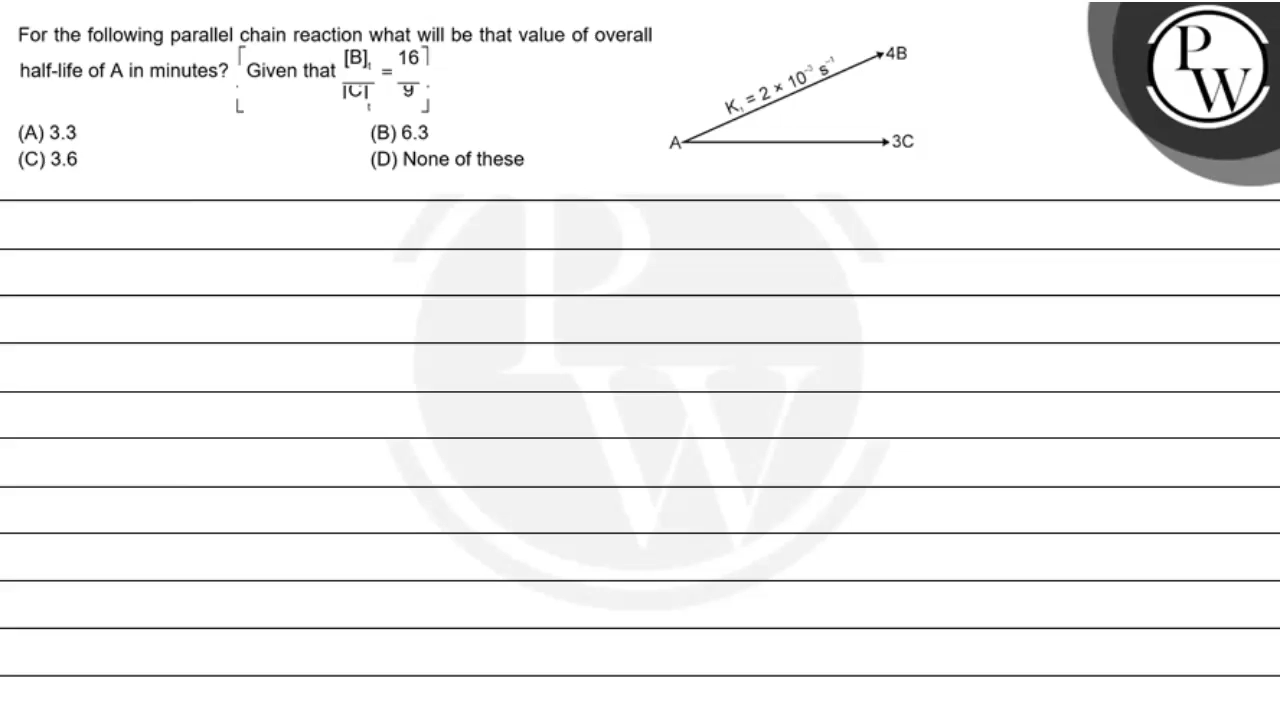 For the following parallel chain reaction what will be that value of overall
half-life of A in minutes? [Given that [B]t / [C]t = 16 / 9]
(A) 3.3 (B) 6.3
(C) 3.6 (D) None of these
K₁ = 2 × 10⁻³ s⁻¹
4B
A
3C
P
W
P
W